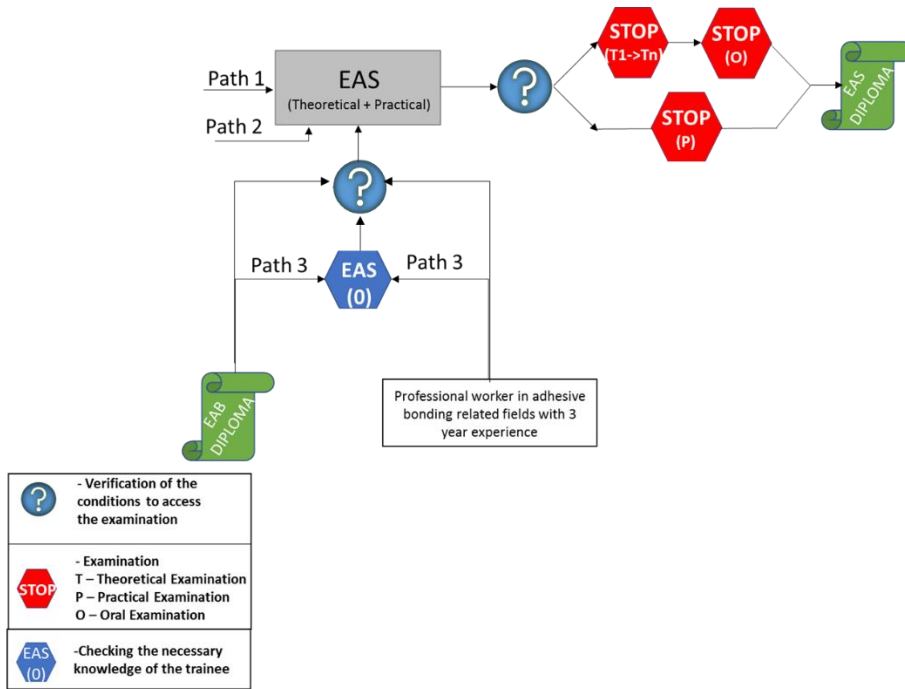 Path 1
EAS
(Theoretical + Practical)
Path 2
?
STOP
(T1->Tn)
STOP
(O)
STOP
(P)
EAS
DIPLOMA
?
Path 3
EAS
(0)
Path 3
EAB
DIPLOMA
Professional worker in adhesive
bonding related fields with 3
year experience
?
- Verification of the
conditions to access
the examination
STOP
- Examination
T – Theoretical Examination
P – Practical Examination
O – Oral Examination
EAS
(0)
-Checking the necessary
knowledge of the trainee